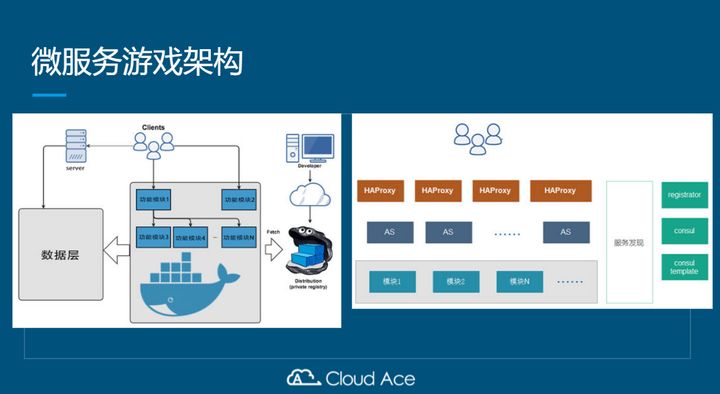 微服务游戏架构
Clients
server
Developer
功能模块1
功能模块2
功能模块3
功能模块4
...
功能模块N
数据层
Fetch
Distribution
(private registry)
HAProxy
HAProxy
HAProxy
HAProxy
AS
AS
......
AS
模块1
模块2
模块N
......
服务发现
registrator
consul
consul
template
Cloud Ace